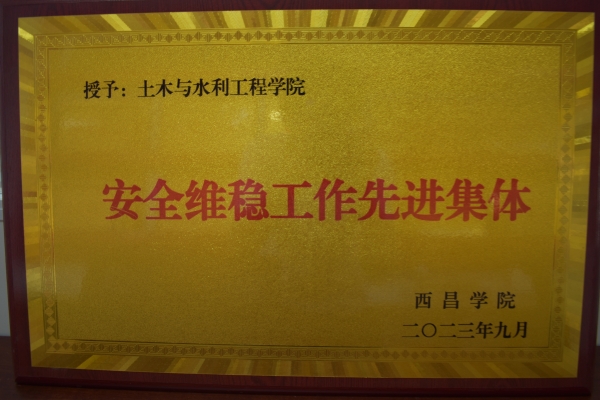 授予：土木与水利工程学院
安全维稳工作先进集体
西昌学院
二〇二三年九月